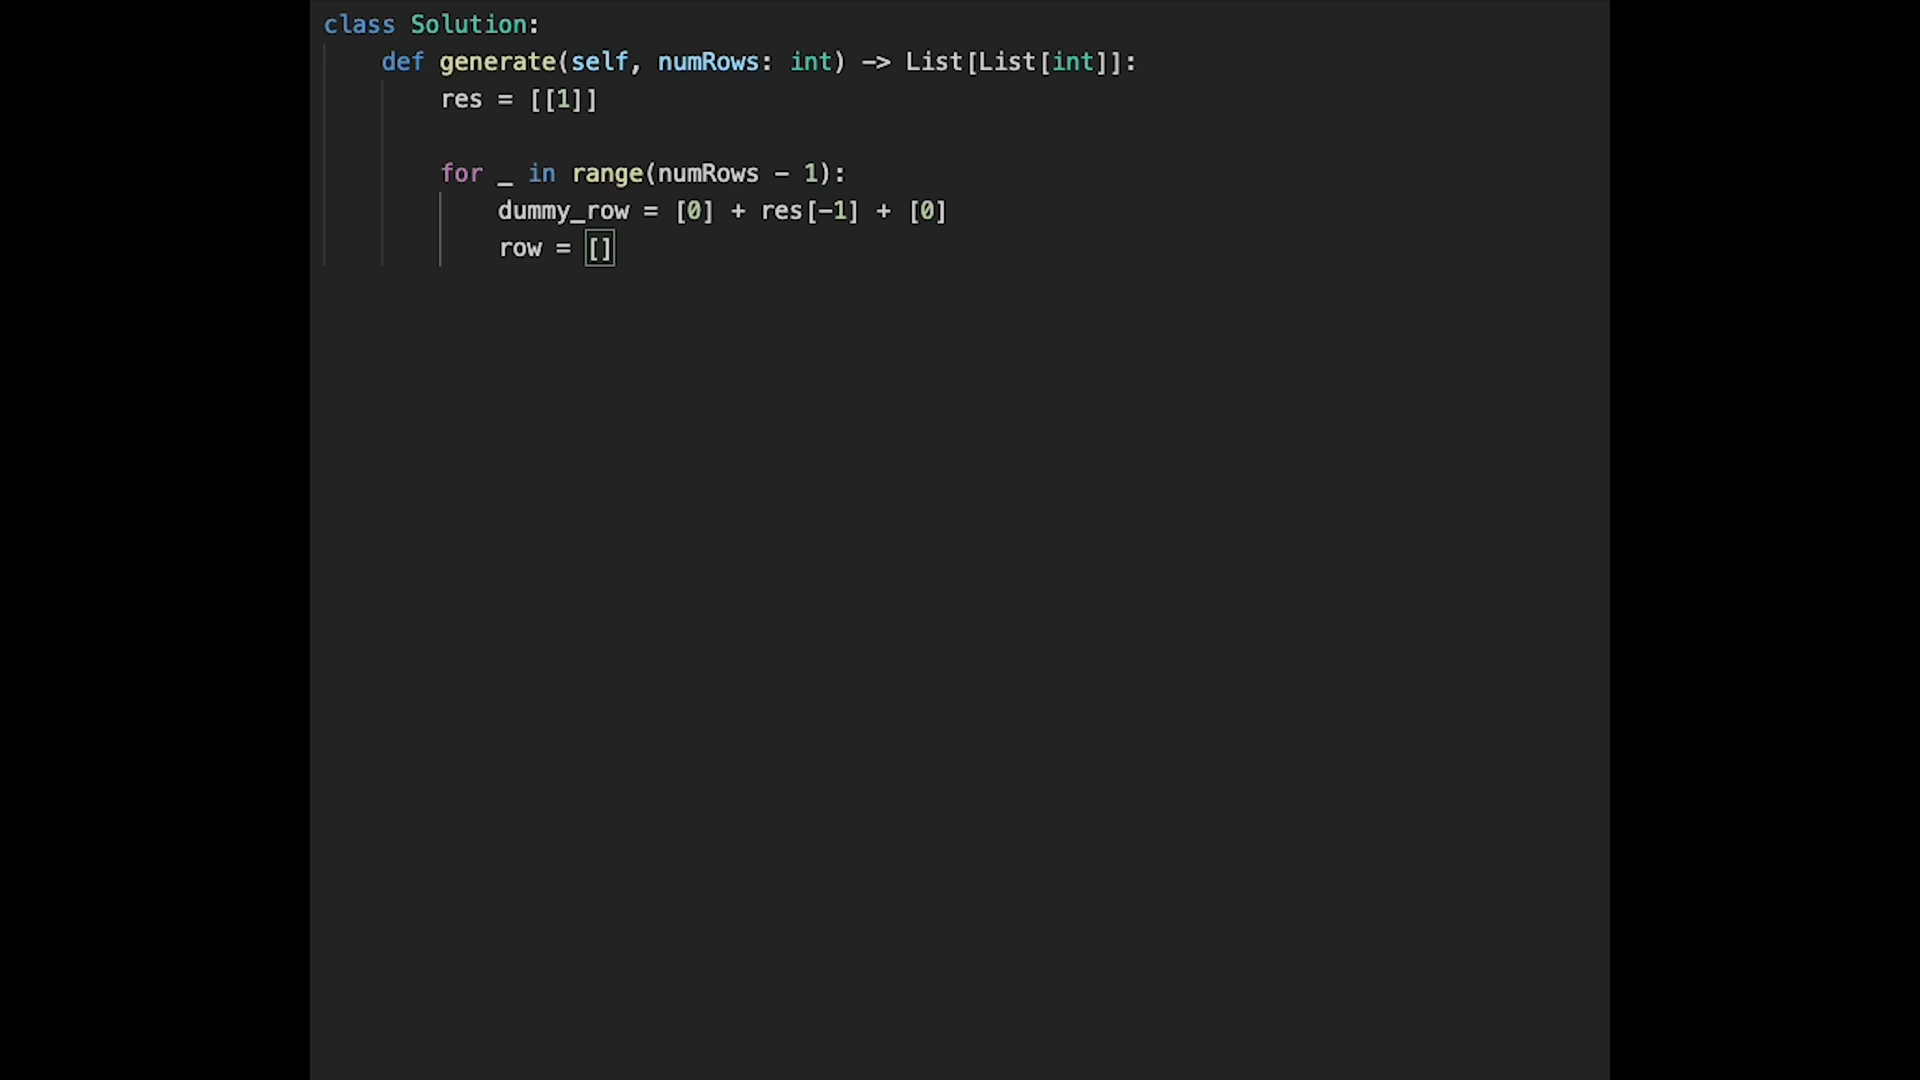 class Solution:
    def generate(self, numRows: int) -> List[List[int]]:
        res = [[1]]

        for _ in range(numRows - 1):
            dummy_row = [0] + res[-1] + [0]
            row = []